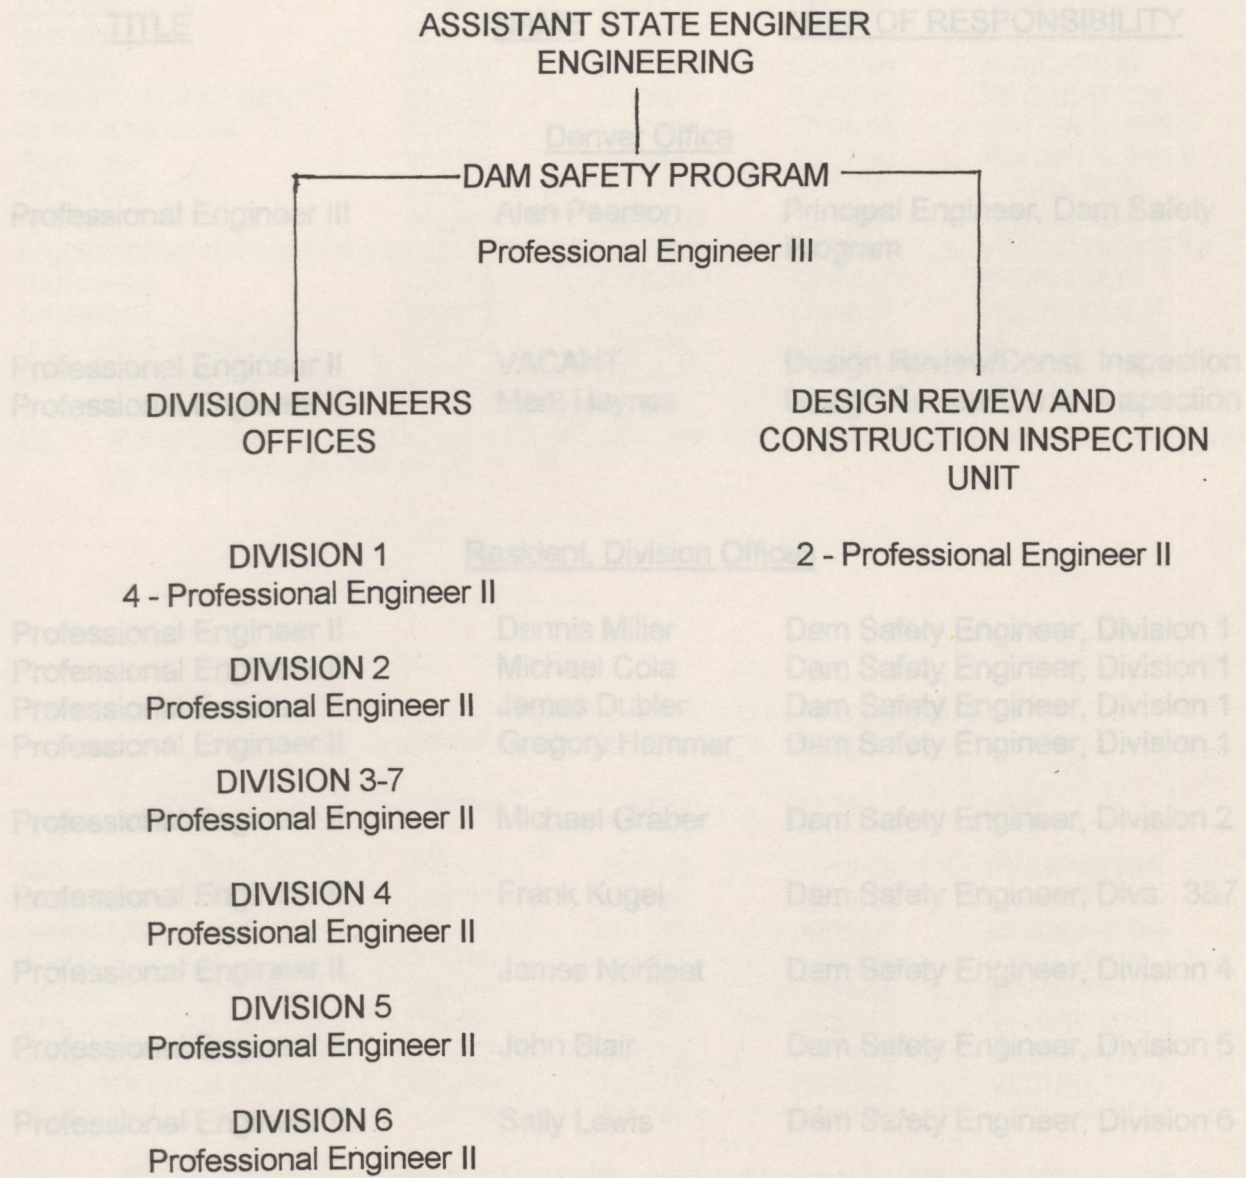 ASSISTANT STATE ENGINEER
ENGINEERING
DAM SAFETY PROGRAM
Professional Engineer III
DIVISION ENGINEERS
OFFICES
DIVISION 1
4 - Professional Engineer II
DIVISION 2
Professional Engineer II
DIVISION 3-7
Professional Engineer II
DIVISION 4
Professional Engineer II
DIVISION 5
Professional Engineer II
DIVISION 6
Professional Engineer II
DESIGN REVIEW AND
CONSTRUCTION INSPECTION
UNIT
2 - Professional Engineer II
TITLE
OF RESPONSIBILITY
Denver Office
Professional Engineer III Alan Pearson Principal Engineer, Dam Safety
Program
Professional Engineer II VACANT Design Review/Const. Inspection
Mark Haynes Inspection
Resident, Division Offices
Professional Engineer II Dennis Miller Dam Safety Engineer, Division 1
Professional Michael Cola Dam Safety Engineer, Division 1
James Dubler Dam Safety Engineer, Division 1
Professional Engineer II Gregory Hammer Dam Safety Engineer, Division 1
Michael Graber Dam Safety Engineer, Division 2
Professional Frank Kugel Dam Safety Engineer, Divs. 3&7
Professional Engineer II James Norfleet Dam Safety Engineer, Division 4
John Blair Dam Safety Engineer, Division 5
Professional Sally Lewis Dam Safety Engineer, Division 6